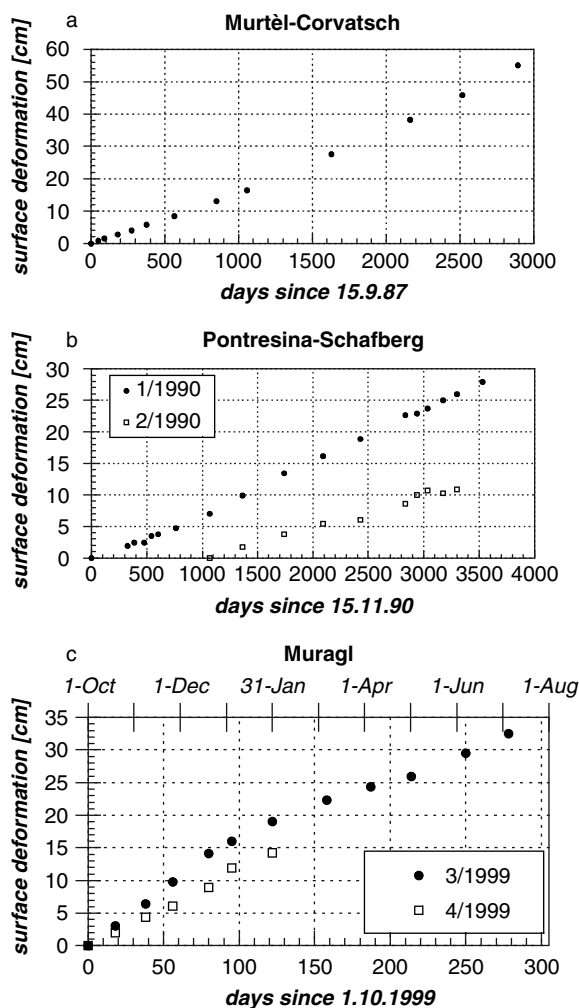 a
Murtèl-Corvatsch
surface deformation [cm]
60
50
40
30
20
10
0
0 500 1000 1500 2000 2500 3000
days since 15.9.87
b
Pontresina-Schafberg
surface deformation [cm]
30
25
20
15
10
5
0
1/1990
2/1990
0 500 1000 1500 2000 2500 3000 3500 4000
days since 15.11.90
c
Muragl
1-Oct 1-Dec 31-Jan 1-Apr 1-Jun 1-Aug
surface deformation [cm]
35
30
25
20
15
10
5
0
3/1999
4/1999
0 50 100 150 200 250 300
days since 1.10.1999